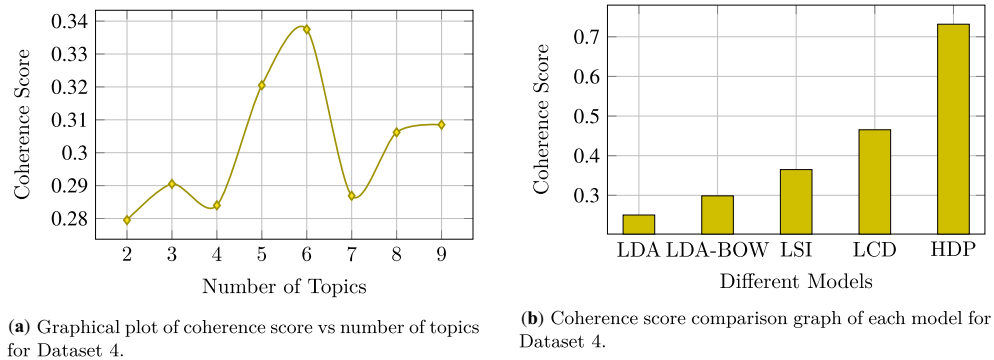 0.34
0.33
0.32
0.31
0.3
0.29
0.28
Coherence Score
2 3 4 5 6 7 8 9
Number of Topics
(a) Graphical plot of coherence score vs number of topics
for Dataset 4.
0.7
0.6
0.5
0.4
0.3
Coherence Score
LDA LDA-BOW LSI LCD HDP
Different Models
(b) Coherence score comparison graph of each model for
Dataset 4.